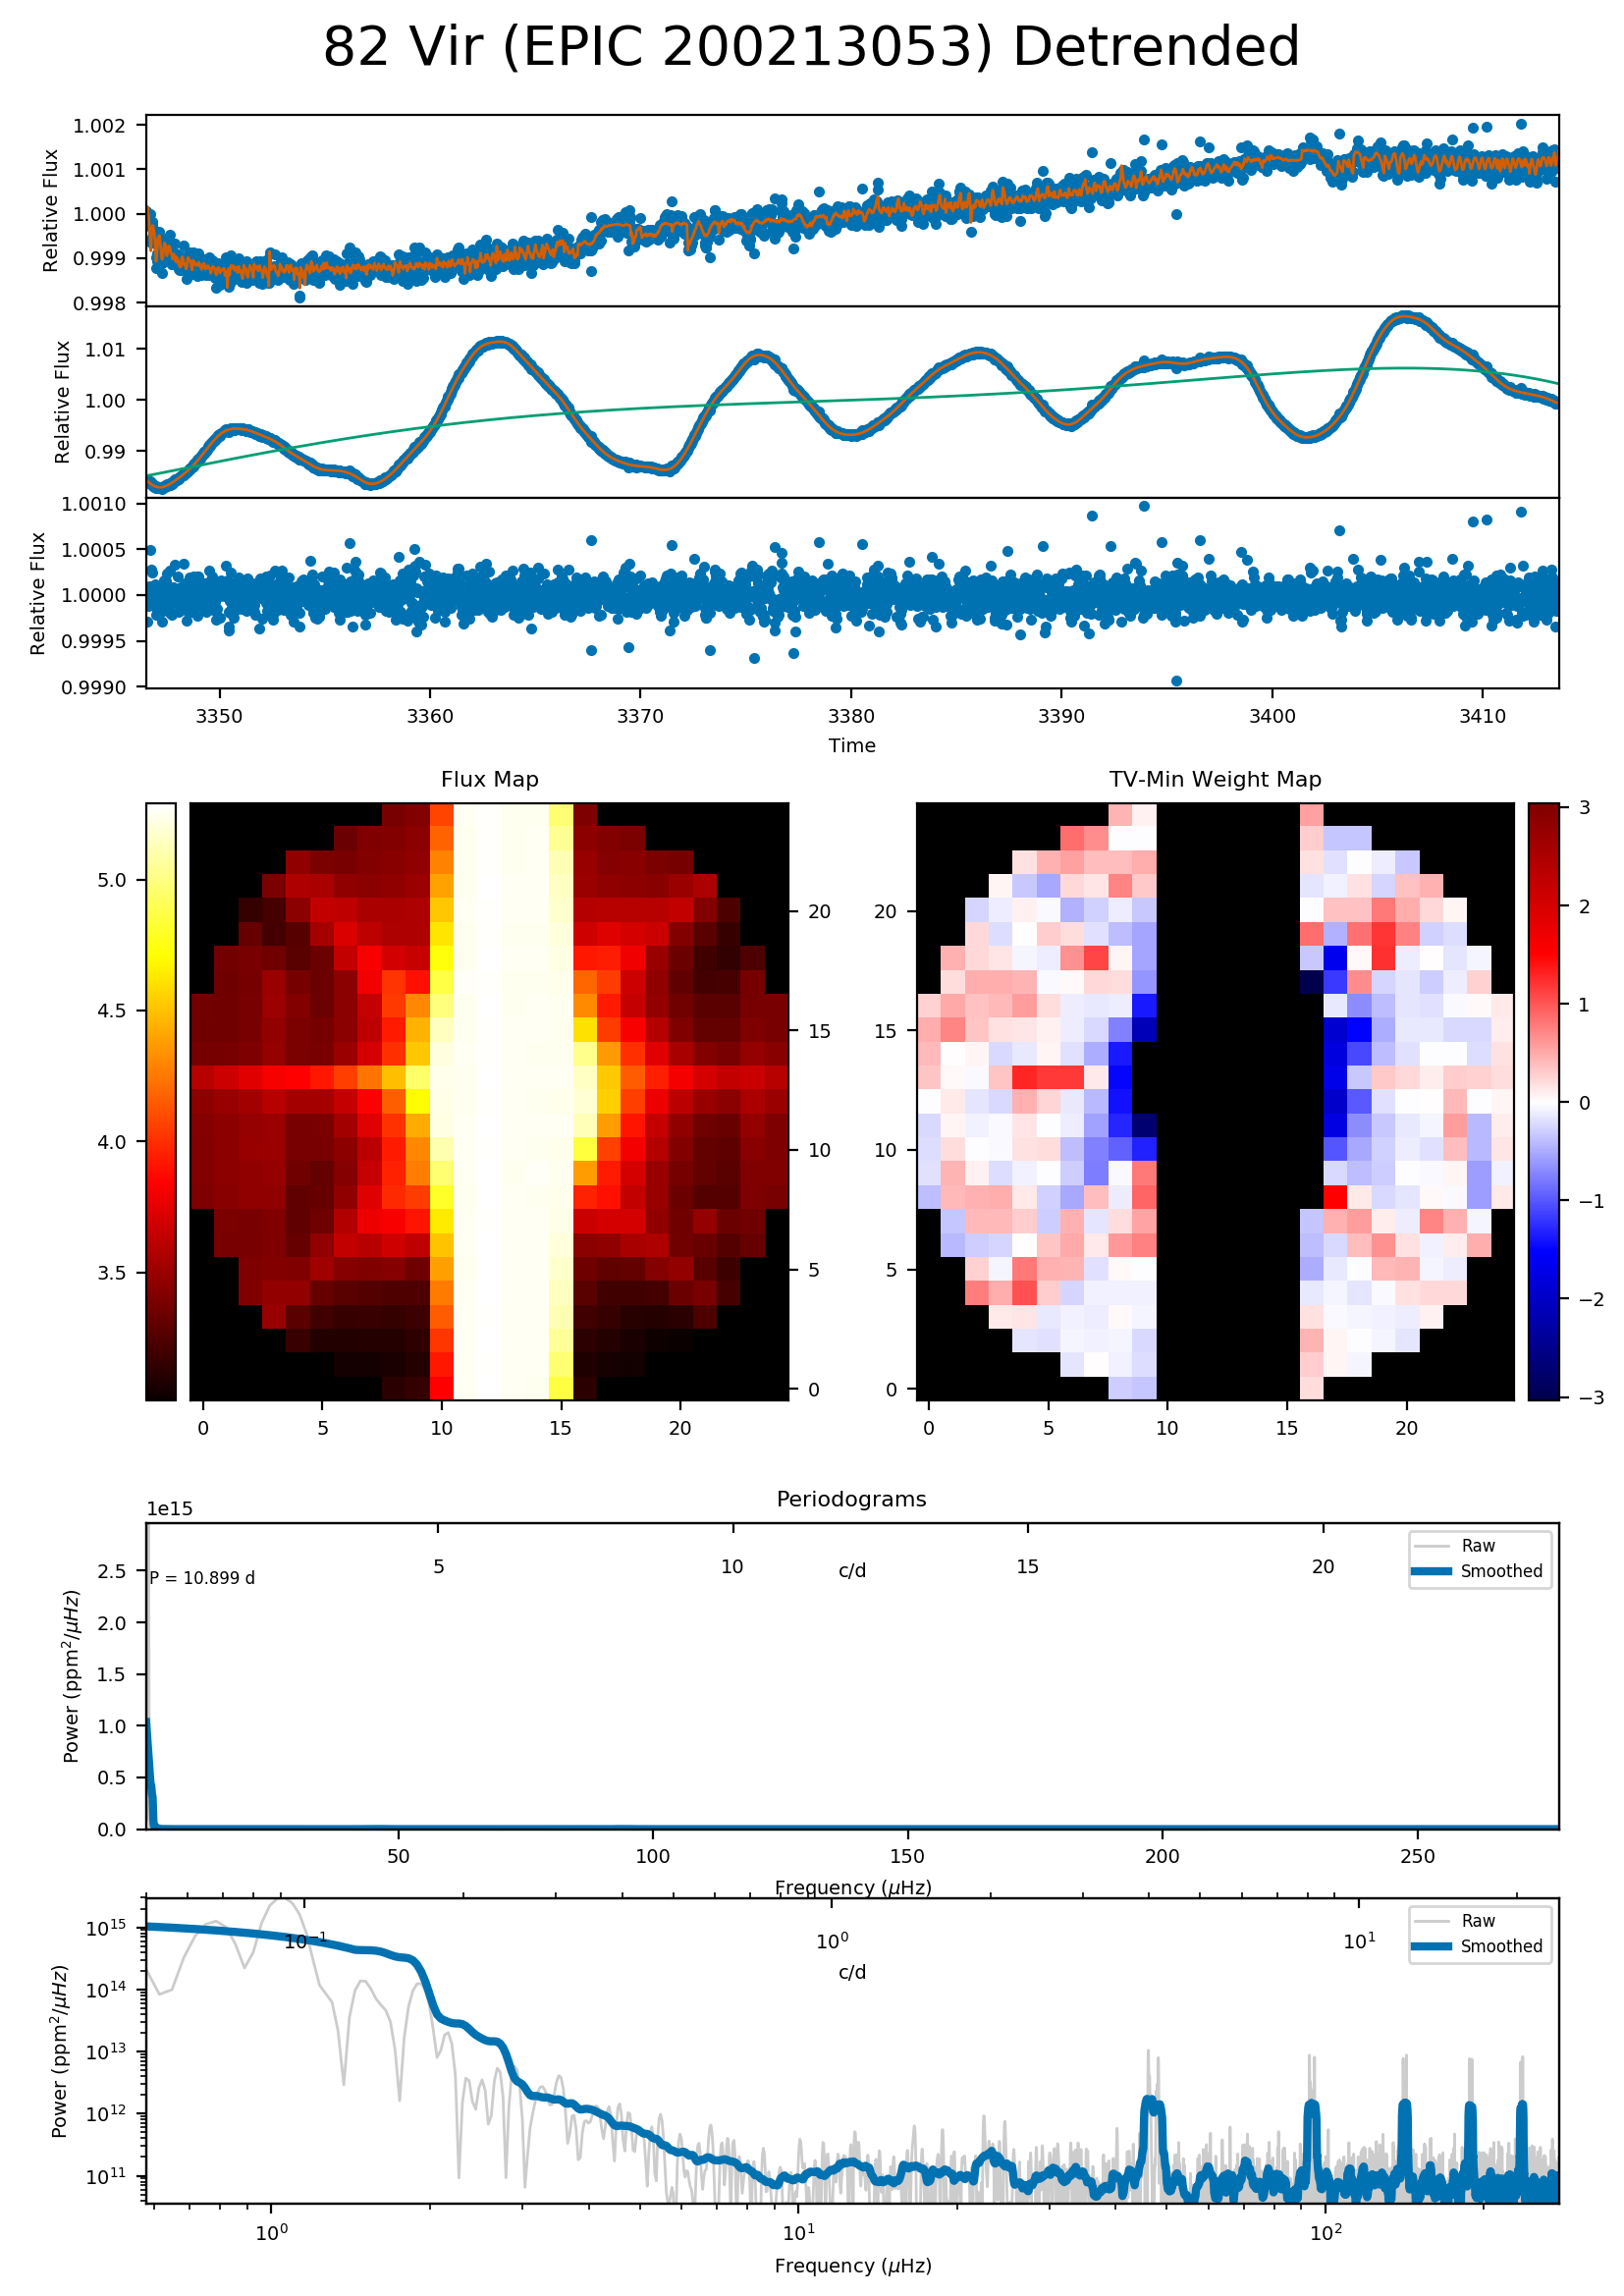 82 Vir (EPIC 200213053) Detrended
1.002
1.001
1.000
0.999
0.998
Relative Flux
1.01
1.00
0.99
Relative Flux
1.0010
1.0005
1.0000
0.9995
0.9990
Relative Flux
3350 3360 3370 3380 3390 3400 3410
Time
Flux Map
5.0
4.5
4.0
3.5
20
15
10
5
0
0 5 10 15 20
TV-Min Weight Map
20
15
10
5
0
0 5 10 15 20
3
2
1
0
−1
−2
−3
Periodograms
1e15
2.5
2.0
1.5
1.0
0.5
0.0
Power (ppm²/μHz)
P = 10.899 d
5 10 15 20
c/d
Raw
Smoothed
50 100 150 200 250
Frequency (μHz)
10¹⁵
10¹⁴
10¹³
10¹²
10¹¹
Power (ppm²/μHz)
10⁻¹ 10⁰ 10¹
c/d
Raw
Smoothed
10⁰ 10¹ 10²
Frequency (μHz)